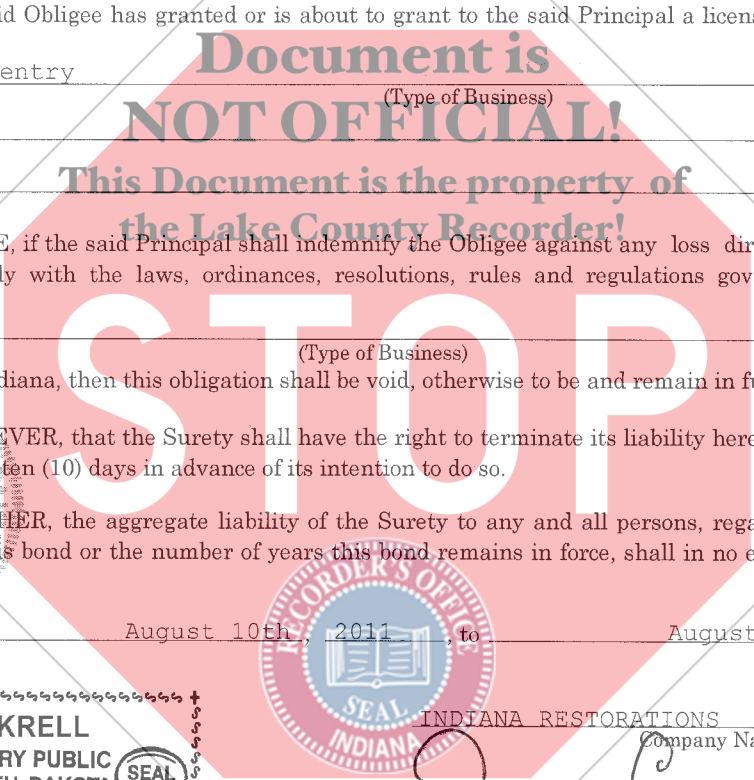 id Obligee has granted or is about to grant to the said Principal a licens
Document is
entry
(Type of Business)
NOT OFFICIAL!
This Document is the property of
the Lake County Recorder!
E, if the said Principal shall indemnify the Obligee against any loss dir
ly with the laws, ordinances, resolutions, rules and regulations gov
STOP
(Type of Business)
diana, then this obligation shall be void, otherwise to be and remain in fu
EVER, that the Surety shall have the right to terminate its liability here
ten (10) days in advance of its intention to do so.
HER, the aggregate liability of the Surety to any and all persons, rega
is bond or the number of years this bond remains in force, shall in no e
RECORDER'S OFFICE
August 10th, 2011, to August
SEAL
INDIANA
INDIANA RESTORATIONS
KRELL
Company Na
RY PUBLIC
SEAL